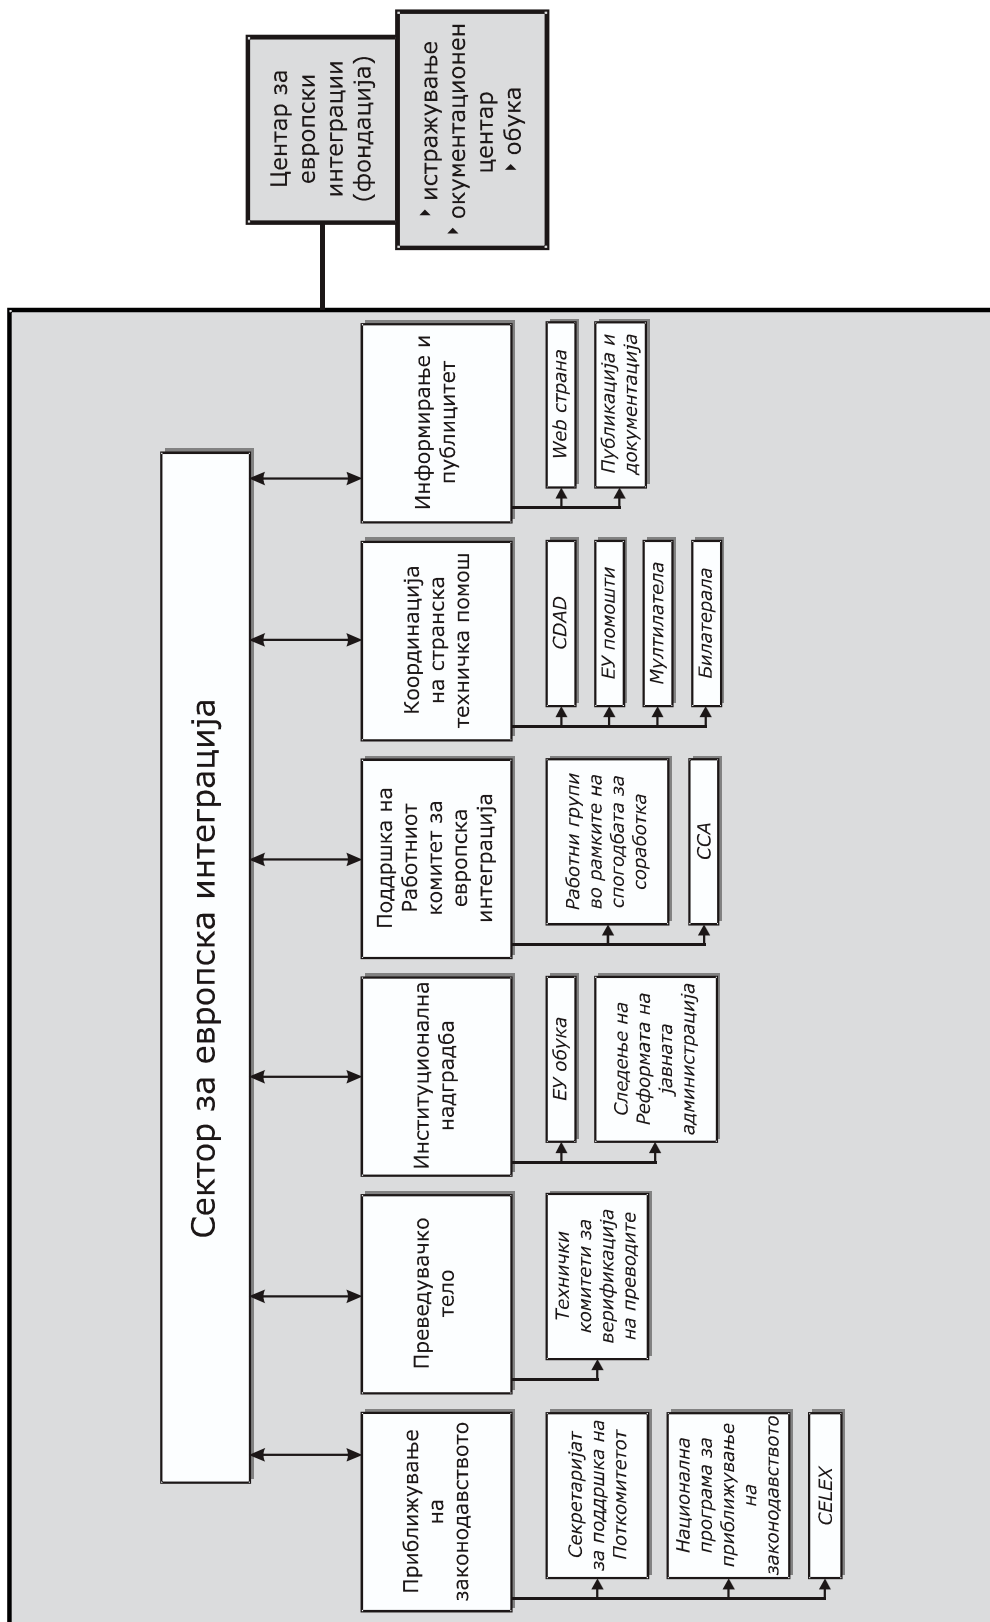 Сектор за европска интеграција
Приближување
на
законодавството
Секретаријат
за поддршка на
Поткомитетот
Национална
програма за
приближување
на
законодавството
CELEX
Преведувачко
тело
Технички
комитети за
верификација
на преводите
Институционална
надградба
ЕУ обука
Следење на
Реформата на
јавната
администрација
Поддршка на
Работниот
комитет за
европска
интеграција
Работни групи
во рамките на
спогодбата за
соработка
ССА
Координација
на странска
техничка помош
CDAD
ЕУ помошти
Мултилатела
Билатерала
Информирање и
публицитет
Web страна
Публикација и
документација
Центар за
европски
интеграции
(фондација)
истражување
окументационен
центар
обука